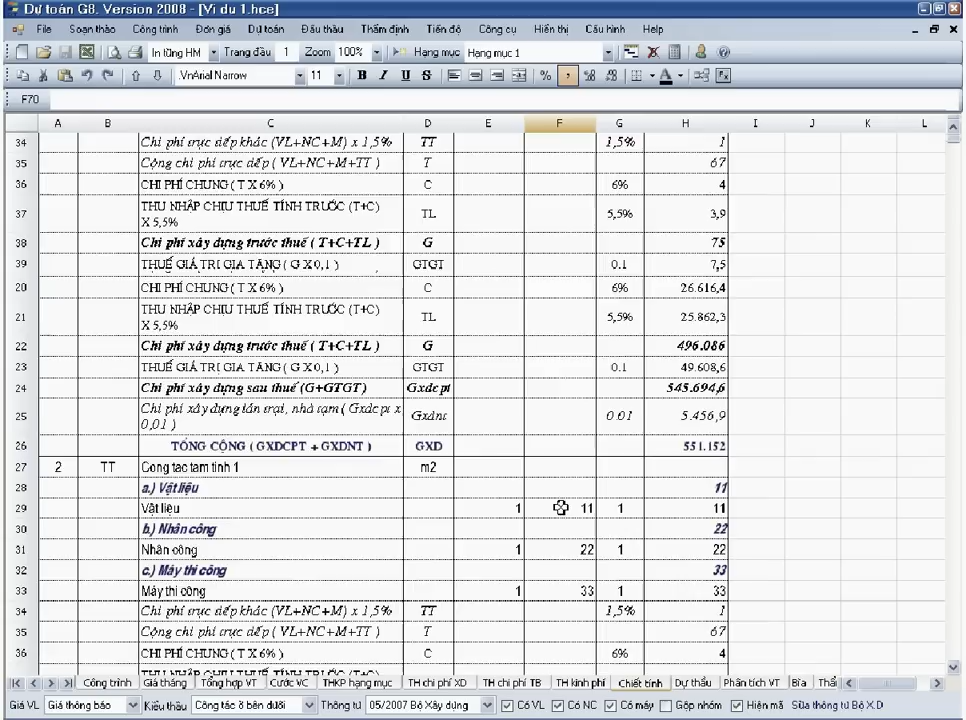 Dự toán G8. Version 2008 - [Vi du 1.hce]
File Soạn thảo Công trình Đơn giá Dự toán Đấu thầu Thẩm định Tiến độ Công cụ Hiển thị Cấu hình Help
In từng HM Trang đầu 1 Zoom 100% Hạng mục Hạng mục 1
.VnArial Narrow 11 B I U S %
F70
A B C D E F G H I J K L
34 Chi phí trực tiếp khác (VL+NC+M) x 1,5% TT 1,5% 1
35 Cộng chi phí trực tiếp ( VL+NC+M+TT ) T 67
36 CHI PHÍ CHUNG ( T X 6% ) C 6% 4
37 THU NHẬP CHỊU THUẾ TÍNH TRƯỚC (T+C) X 5,5% TL 5,5% 3,9
38 Chi phí xây dựng trước thuế ( T+C+TL ) G 75
39 THUẾ GIÁ TRỊ GIA TĂNG ( G X 0,1 ) GTGT 0.1 7,5
20 CHI PHÍ CHUNG ( T X 6% ) C 6% 26.616,4
21 THU NHẬP CHỊU THUẾ TÍNH TRƯỚC (T+C) X 5,5% TL 5,5% 25.862,3
22 Chi phí xây dựng trước thuế ( T+C+TL ) G 496.086
23 THUẾ GIÁ TRỊ GIA TĂNG ( G X 0,1 ) GTGT 0.1 49.608,6
24 Chi phí xây dựng sau thuế (G+GTGT) Gxdcpt 545.694,6
25 Chi phí xây dựng lán trại, nhà tạm ( Gxdcpt x 0,01 ) Gxdnt 0.01 5.456,9
26 TỔNG CỘNG ( GXDCPT + GXDNT ) GXD 551.152
27 2 TT Cong tac tam tinh 1 m2
28 a.) Vật liệu 11
29 Vật liệu 1 11 1 11
30 b.) Nhân công 22
31 Nhân công 1 22 1 22
32 c.) Máy thi công 33
33 Máy thi công 1 33 1 33
34 Chi phí trực tiếp khác (VL+NC+M) x 1,5% TT 1,5% 1
35 Cộng chi phí trực tiếp ( VL+NC+M+TT ) T 67
36 CHI PHÍ CHUNG ( T X 6% ) C 6% 4
THU NHẬP CHỊU THUẾ TÍNH TRƯỚC (T+C)
Công trình Giá tháng Tổng hợp VT Cước VC THKP hạng mục TH chi phí XD TH chi phí TB TH kinh phí Chiết tính Dự thầu Phân tích VT Bìa Thẩ
Giá VL Giá thông báo Kiểu thầu Công tác ở bên dưới Thông tư 05/2007 Bộ Xây dựng Có VL Có NC Có máy Gộp nhóm Hiện mã Sửa thông tư Bộ X